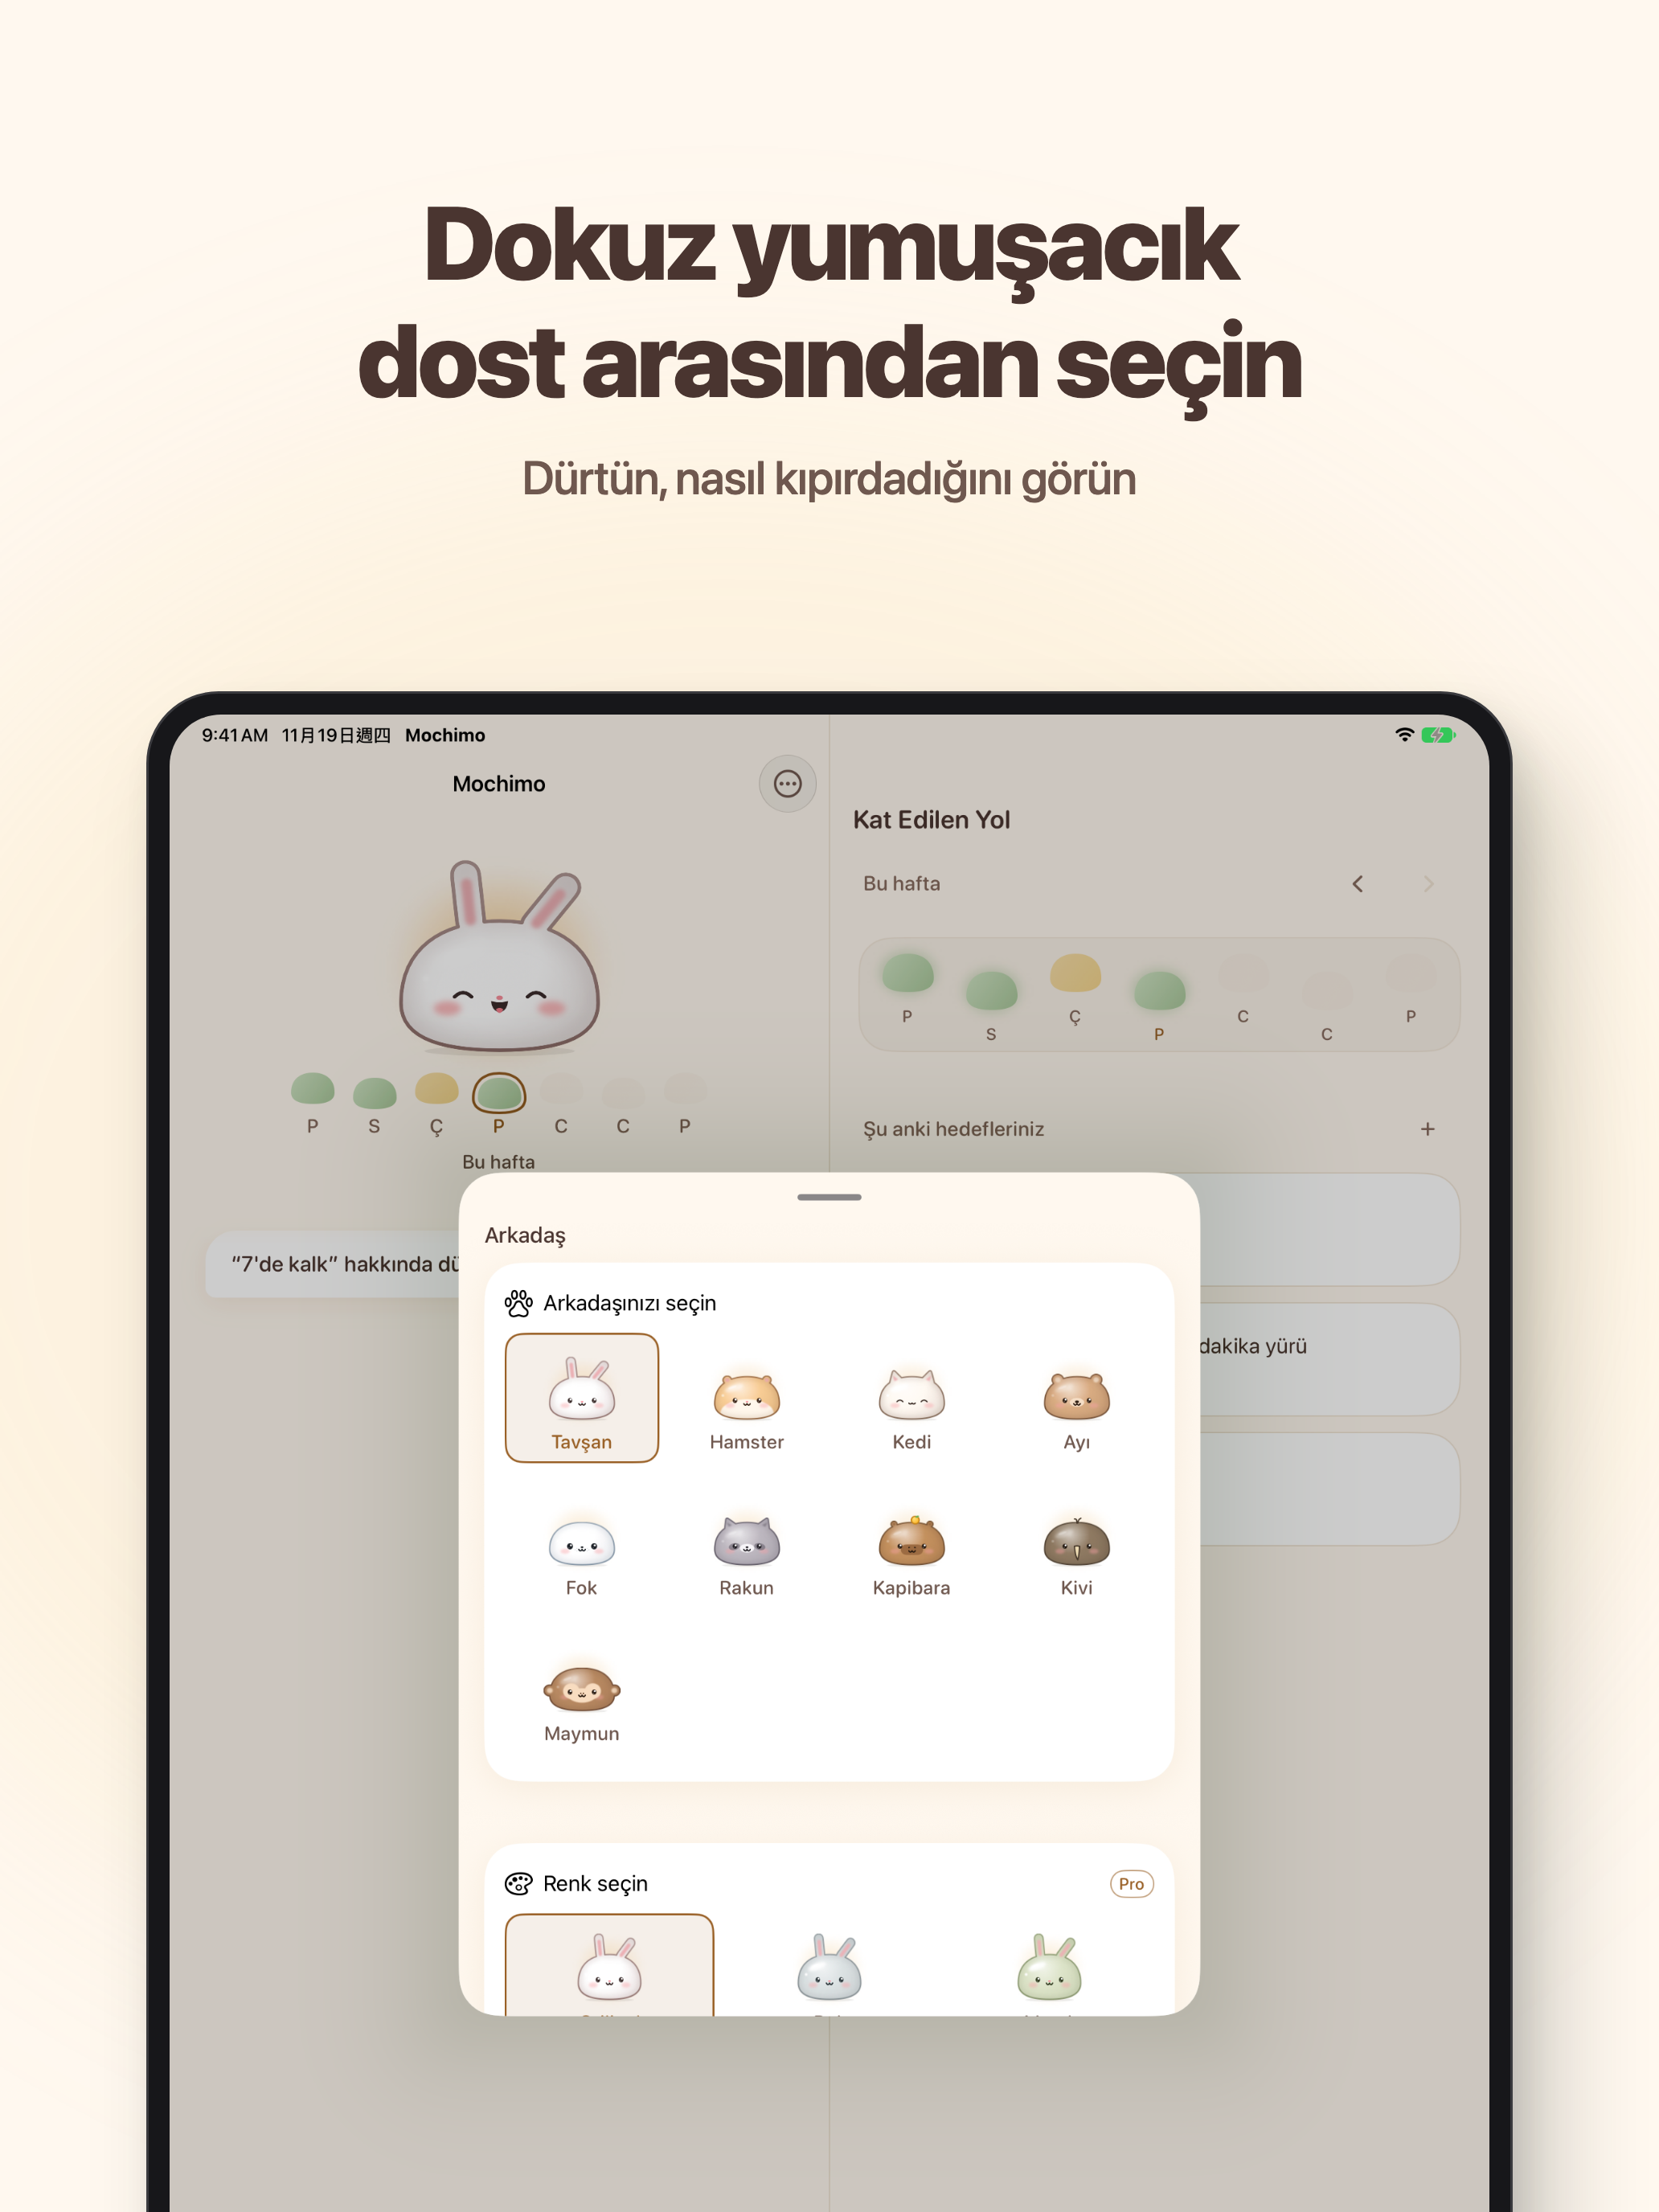 Dokuz yumuşacık
dost arasından seçin
Dürtün, nasıl kıpırdadığını görün
9:41 AM 11月19日週四 Mochimo
Mochimo
P S Ç P C C P
Bu hafta
“7'de kalk” hakkında
Kat Edilen Yol
Bu hafta
P S Ç P C C P
Şu anki hedefleriniz
dakika yürü
Arkadaş
Arkadaşınızı seçin
Tavşan Hamster Kedi Ayı
Fok Rakun Kapibara Kivi
Maymun
Renk seçin Pro